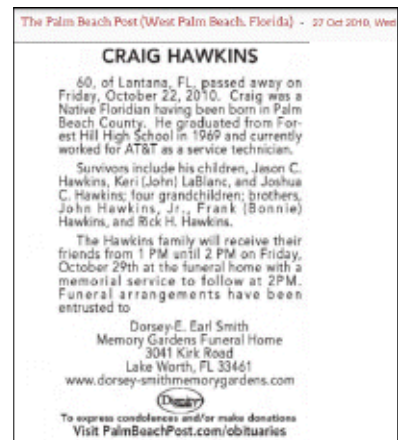 The Palm Beach Post (West Palm Beach, Florida) - 27 Oct 2010, Wed
CRAIG HAWKINS
60, of Lantana, FL, passed away on
Friday, October 22, 2010. Craig was a
Native Floridian having been born in Palm
Beach County. He graduated from For-
est Hill High School in 1969 and currently
worked for AT&T as a service technician.
Survivors include his children, Jason C.
Hawkins, Keri (John) LaBlanc, and Joshua
C. Hawkins; four grandchildren; brothers,
John Hawkins, Jr., Frank (Bonnie)
Hawkins, and Rick H. Hawkins.
The Hawkins family will receive their
friends from 1 PM until 2 PM on Friday,
October 29th at the funeral home with a
memorial service to follow at 2PM.
Funeral arrangements have been
entrusted to
Dorsey-E. Earl Smith
Memory Gardens Funeral Home
3041 Kirk Road
Lake Worth, FL 33461
www.dorsey-smithmemorygardens.com
Dignity
To express condolences and/or make donations
Visit PalmBeachPost.com/obituaries